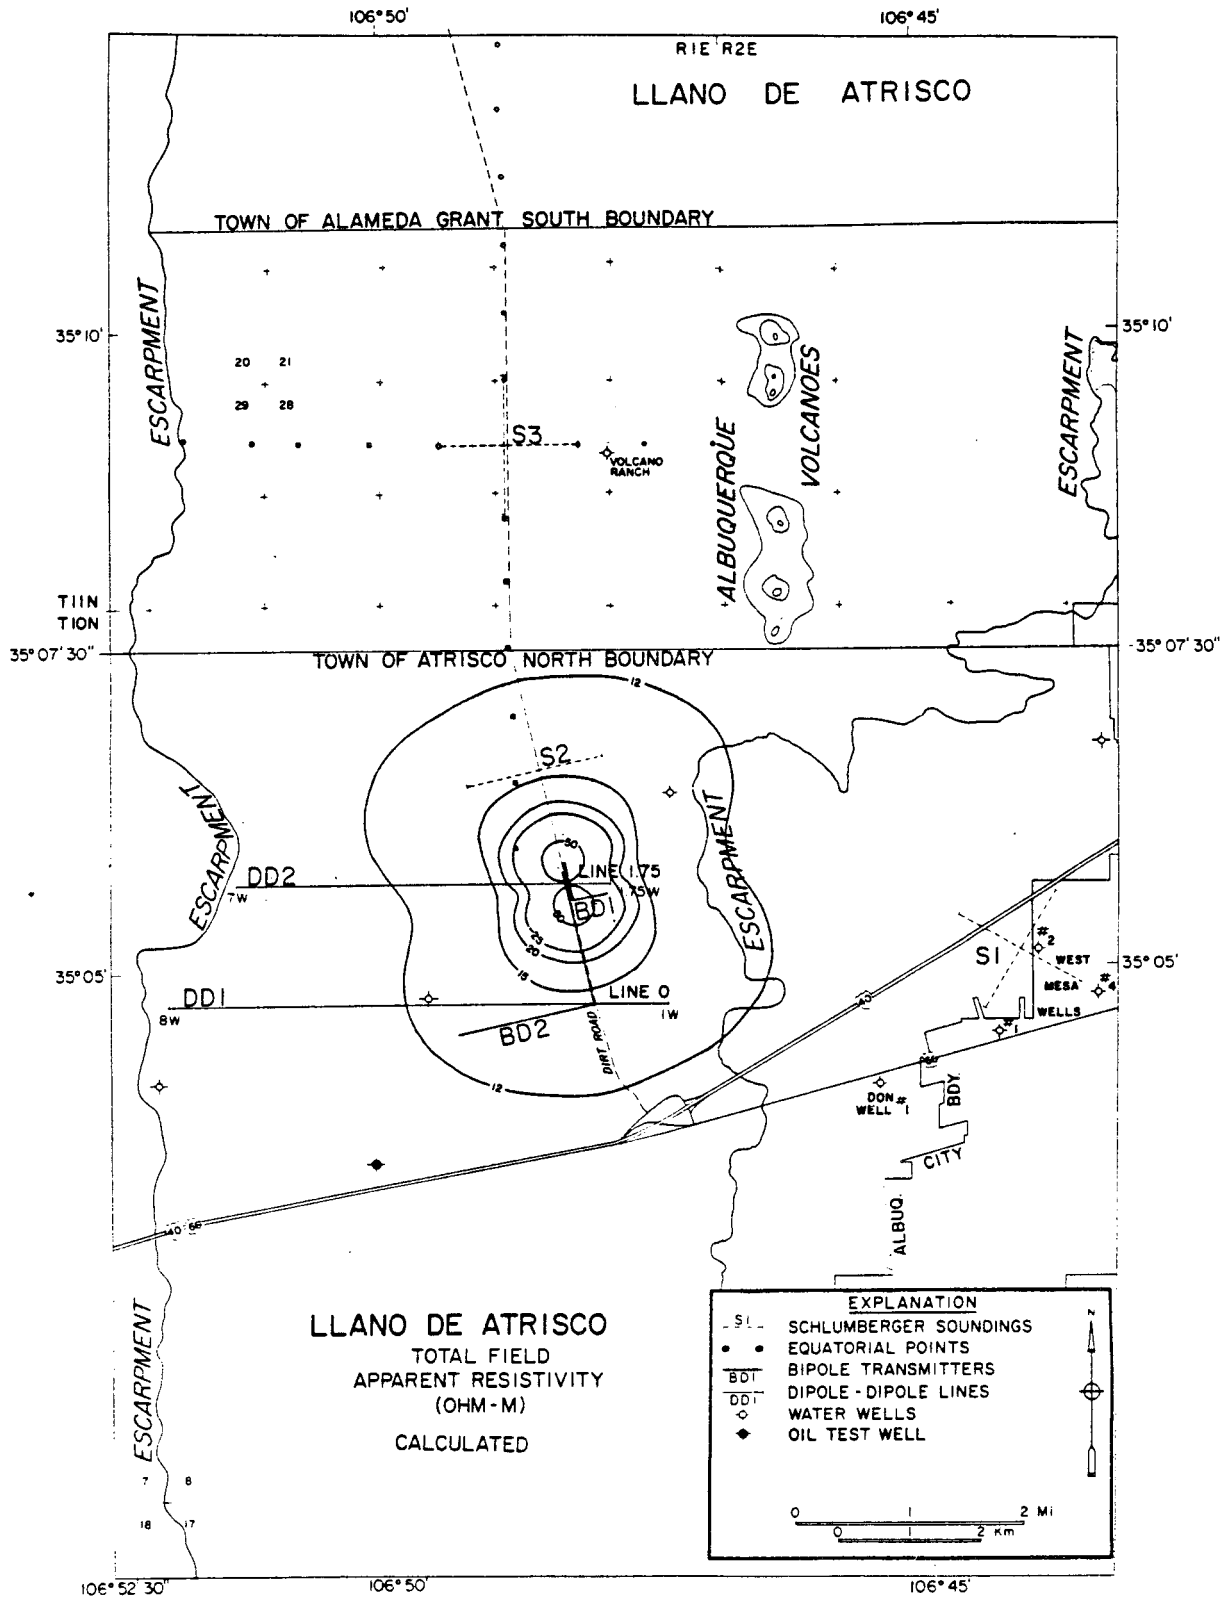 106° 50'
106° 45'
R1E R2E
LLANO DE ATRISCO
TOWN OF ALAMEDA GRANT SOUTH BOUNDARY
ESCARPMENT
35° 10'
35° 10'
20 21
29 28
S3
VOLCANO
RANCH
ALBUQUERQUE
VOLCANOES
ESCARPMENT
T11N
T10N
35° 07' 30"
35° 07' 30"
TOWN OF ATRISCO NORTH BOUNDARY
12
S2
ESCARPMENT
50
LINE 1.75
DD2
7W
1.75W
BD1
ESCARPMENT
25
20
15
35° 05'
S1
#2
WEST
MESA
#4
WELLS
#1
35° 05'
DD1
8W
LINE 0
1W
BD2
DIRT ROAD
40
12
DON
WELL #1
BDY.
CITY
ALBUQ.
40 66
ESCARPMENT
7 8
18 17
LLANO DE ATRISCO
TOTAL FIELD
APPARENT RESISTIVITY
(OHM-M)
CALCULATED
EXPLANATION
S1 SCHLUMBERGER SOUNDINGS
EQUATORIAL POINTS
BD1 BIPOLE TRANSMITTERS
DD1 DIPOLE-DIPOLE LINES
WATER WELLS
OIL TEST WELL
N
0 1 2 Mi
0 1 2 Km
106° 52' 30"
106° 50'
106° 45'